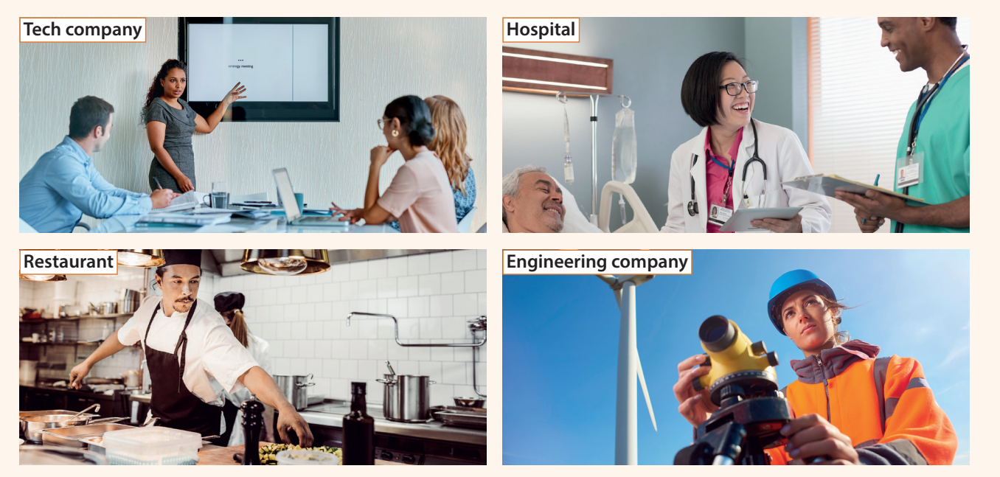 Tech company
Hospital
strategy meeting
Restaurant
Engineering company